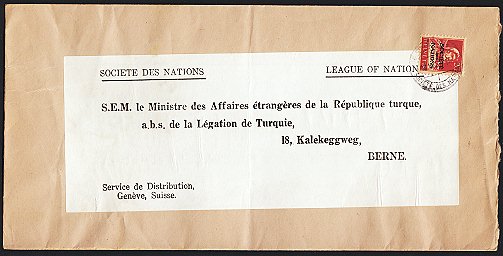 SOCIETE DES NATIONS
LEAGUE OF NATION
S.E.M. le Ministre des Affaires étrangères de la République turque,
a.b.s. de la Légation de Turquie,
18, Kalekeggweg,
BERNE.
Service de Distribution,
Genève, Suisse.